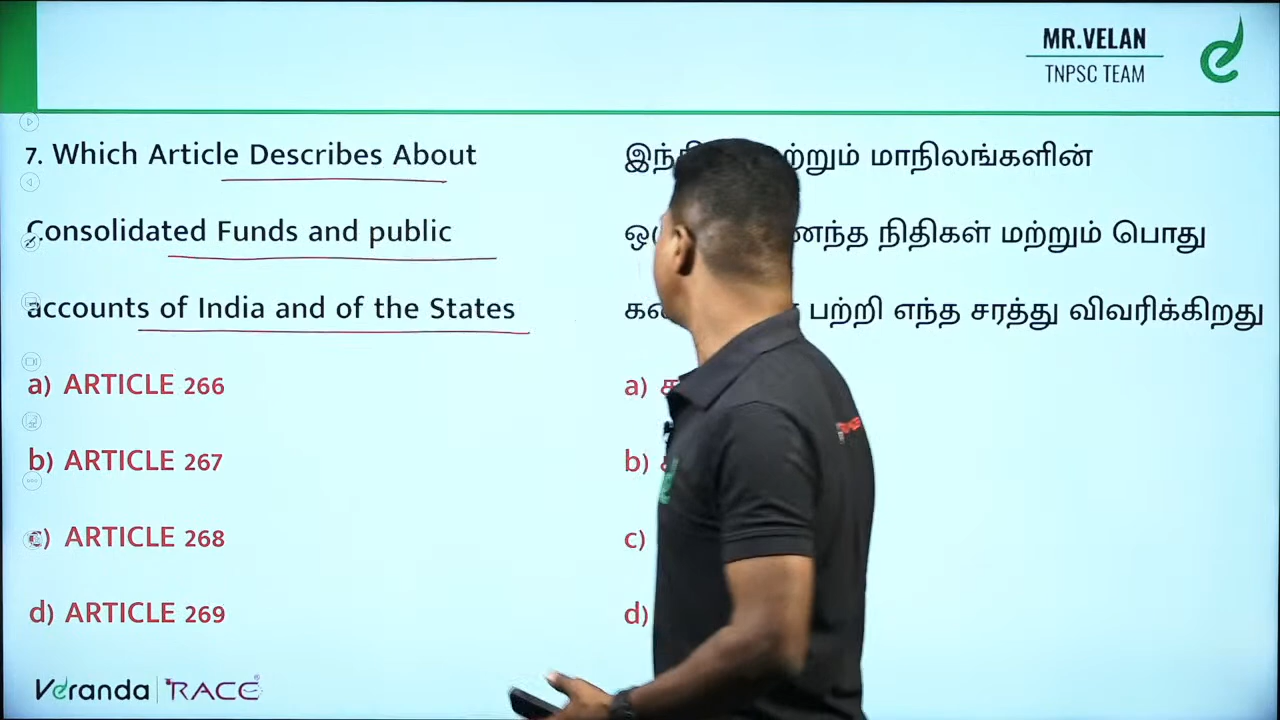 MR.VELAN
TNPSC TEAM
7. Which Article Describes About
Consolidated Funds and public
accounts of India and of the States
a) ARTICLE 266
b) ARTICLE 267
c) ARTICLE 268
d) ARTICLE 269
மாநிலங்களின்
நிதிகள் மற்றும் பொது
பற்றி எந்த சரத்து விவரிக்கிறது
a)
b)
c)
d)
Veranda RACE